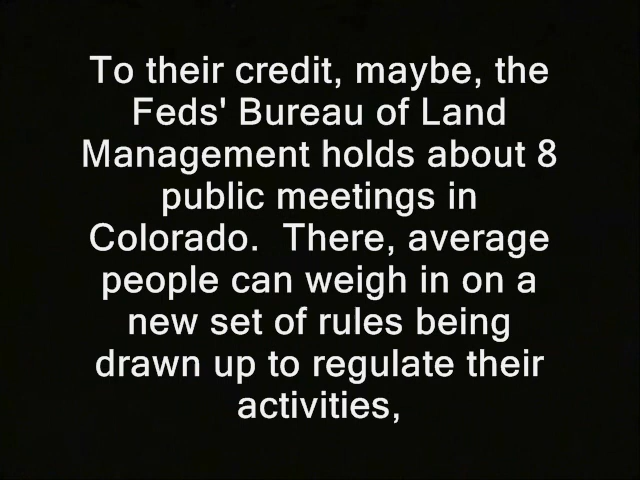 To their credit, maybe, the
Feds' Bureau of Land
Management holds about 8
public meetings in
Colorado.  There, average
people can weigh in on a
new set of rules being
drawn up to regulate their
activities,